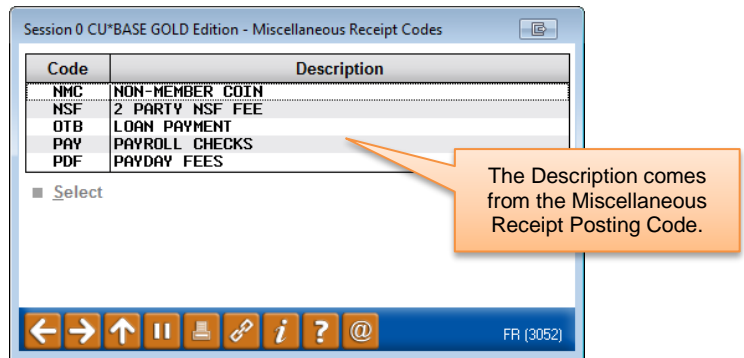 Session 0 CU*BASE GOLD Edition - Miscellaneous Receipt Codes
Code Description
NMC NON-MEMBER COIN
NSF 2 PARTY NSF FEE
OTB LOAN PAYMENT
PAY PAYROLL CHECKS
PDF PAYDAY FEES
The Description comes
from the Miscellaneous
Receipt Posting Code.
Select
i ? @ FR (3052)